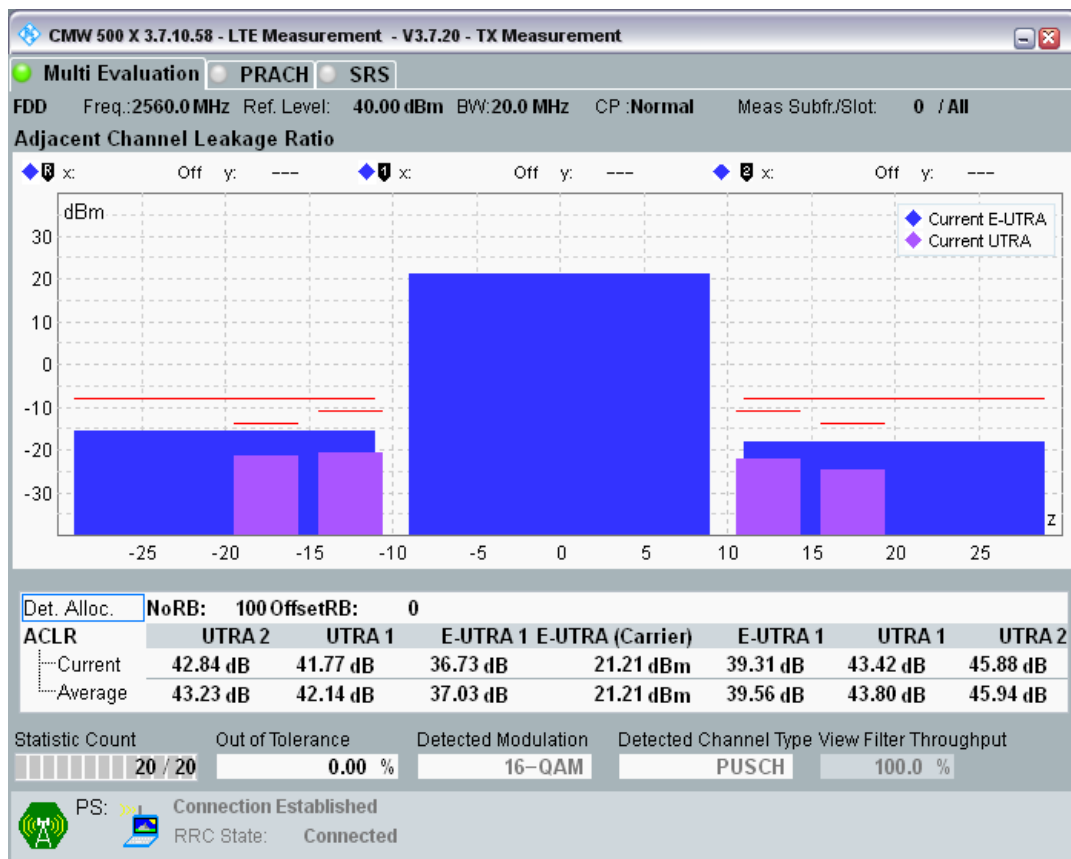 CMW 500 X 3.7.10.58 - LTE Measurement - V3.7.20 - TX Measurement
Multi Evaluation PRACH SRS
FDD Freq.:2560.0 MHz Ref. Level: 40.00 dBm BW:20.0 MHz CP :Normal Meas Subfr./Slot: 0 / All
Adjacent Channel Leakage Ratio
R x: Off y: --- 1 x: Off y: --- 2 x: Off y: ---
dBm
Current E-UTRA
Current UTRA
30
20
10
0
-10
-20
-30
z
-25 -20 -15 -10 -5 0 5 10 15 20 25
Det. Alloc. NoRB: 100 OffsetRB: 0
ACLR UTRA 2 UTRA 1 E-UTRA 1 E-UTRA (Carrier) E-UTRA 1 UTRA 1 UTRA 2
Current 42.84 dB 41.77 dB 36.73 dB 21.21 dBm 39.31 dB 43.42 dB 45.88 dB
Average 43.23 dB 42.14 dB 37.03 dB 21.21 dBm 39.56 dB 43.80 dB 45.94 dB
Statistic Count Out of Tolerance Detected Modulation Detected Channel Type View Filter Throughput
20 / 20 0.00 % 16-QAM PUSCH 100.0 %
PS: Connection Established
RRC State: Connected